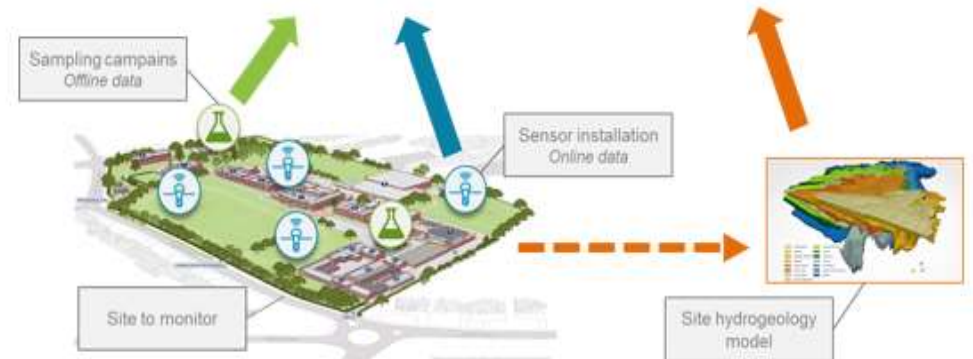 Sampling campains
Offline data
Sensor installation
Online data
Site to monitor
Site hydrogeology
model